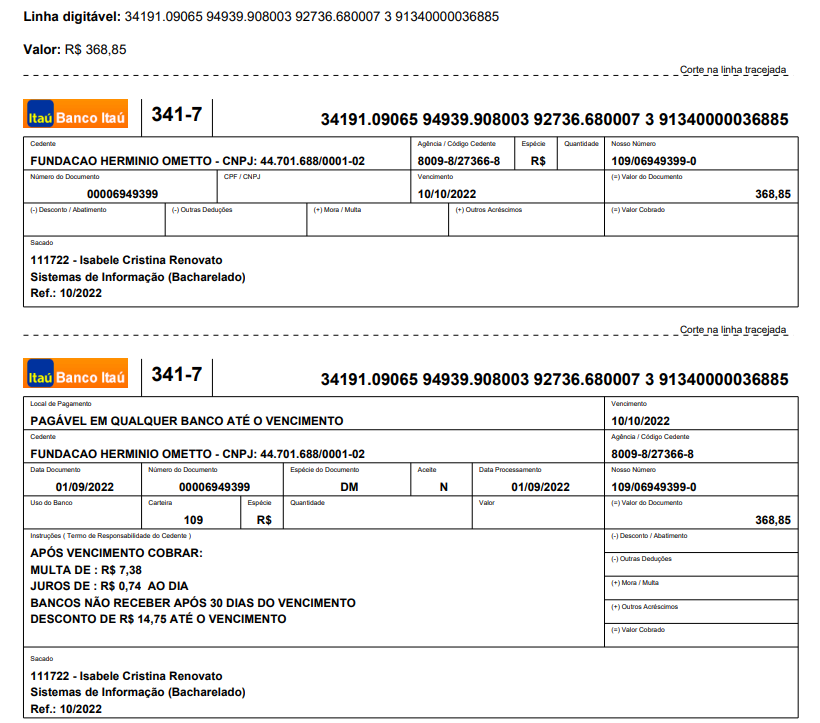 Linha digitável: 34191.09065 94939.908003 92736.680007 3 91340000036885
Valor: R$ 368,85
Corte na linha tracejada
Itaú Banco Itaú 341-7 34191.09065 94939.908003 92736.680007 3 91340000036885
Cedente Agência / Código Cedente Espécie Quantidade Nosso Número
FUNDACAO HERMINIO OMETTO - CNPJ: 44.701.688/0001-02 8009-8/27366-8 R$ 109/06949399-0
Número do Documento CPF / CNPJ Vencimento (=) Valor do Documento
00006949399 10/10/2022 368,85
(-) Desconto / Abatimento (-) Outras Deduções (+) Mora / Multa (+) Outros Acréscimos (=) Valor Cobrado
Sacado
111722 - Isabele Cristina Renovato
Sistemas de Informação (Bacharelado)
Ref.: 10/2022
Corte na linha tracejada
Itaú Banco Itaú 341-7 34191.09065 94939.908003 92736.680007 3 91340000036885
Local de Pagamento Vencimento
PAGÁVEL EM QUALQUER BANCO ATÉ O VENCIMENTO 10/10/2022
Cedente Agência / Código Cedente
FUNDACAO HERMINIO OMETTO - CNPJ: 44.701.688/0001-02 8009-8/27366-8
Data Documento Número do Documento Espécie do Documento Aceite Data Processamento Nosso Número
01/09/2022 00006949399 DM N 01/09/2022 109/06949399-0
Uso do Banco Carteira Espécie Quantidade Valor (=) Valor do Documento
109 R$ 368,85
Instruções ( Termo de Responsabilidade do Cedente ) (-) Desconto / Abatimento
APÓS VENCIMENTO COBRAR:
MULTA DE : R$ 7,38 (-) Outras Deduções
JUROS DE : R$ 0,74 AO DIA (+) Mora / Multa
BANCOS NÃO RECEBER APÓS 30 DIAS DO VENCIMENTO (+) Outros Acréscimos
DESCONTO DE R$ 14,75 ATÉ O VENCIMENTO
(=) Valor Cobrado
Sacado
111722 - Isabele Cristina Renovato
Sistemas de Informação (Bacharelado)
Ref.: 10/2022